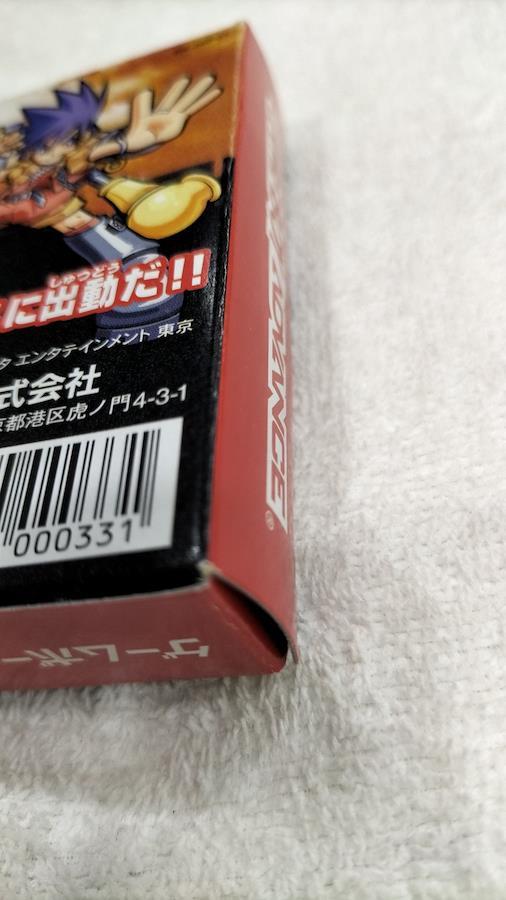 しゅつどう
に出動だ!!
タ エンタテインメント 東京
式会社
京都港区虎ノ門4-3-1
000331
ADVANCE
®
ゲームボー